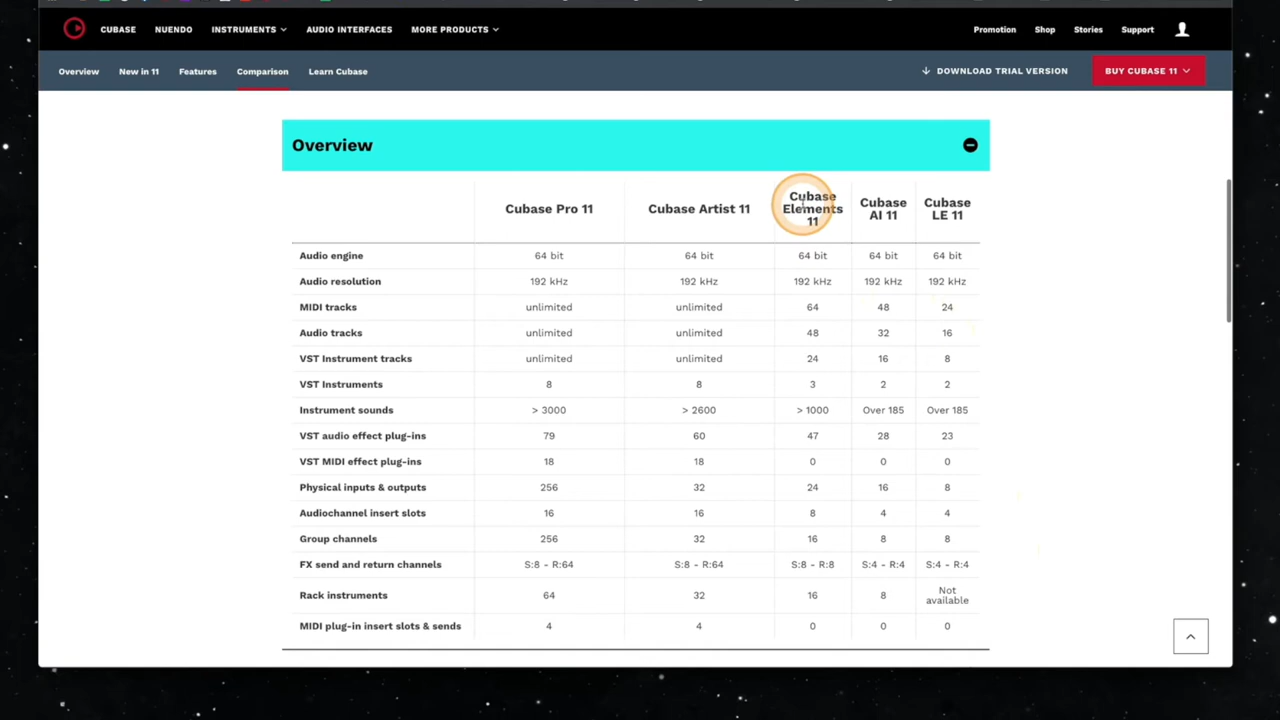 CUBASE NUENDO INSTRUMENTS AUDIO INTERFACES MORE PRODUCTS Promotion Shop Stories Support
Overview New in 11 Features Comparison Learn Cubase DOWNLOAD TRIAL VERSION BUY CUBASE 11
Overview
Cubase Pro 11 Cubase Artist 11 Cubase Elements 11 Cubase AI 11 Cubase LE 11
Audio engine 64 bit 64 bit 64 bit 64 bit 64 bit
Audio resolution 192 kHz 192 kHz 192 kHz 192 kHz 192 kHz
MIDI tracks unlimited unlimited 64 48 24
Audio tracks unlimited unlimited 48 32 16
VST Instrument tracks unlimited unlimited 24 16 8
VST Instruments 8 8 3 2 2
Instrument sounds > 3000 > 2600 > 1000 Over 185 Over 185
VST audio effect plug-ins 79 60 47 28 23
VST MIDI effect plug-ins 18 18 0 0 0
Physical inputs & outputs 256 32 24 16 8
Audiochannel insert slots 16 16 8 4 4
Group channels 256 32 16 8 8
FX send and return channels S:8 - R:64 S:8 - R:64 S:8 - R:8 S:4 - R:4 S:4 - R:4
Rack instruments 64 32 16 8 Not available
MIDI plug-in insert slots & sends 4 4 0 0 0